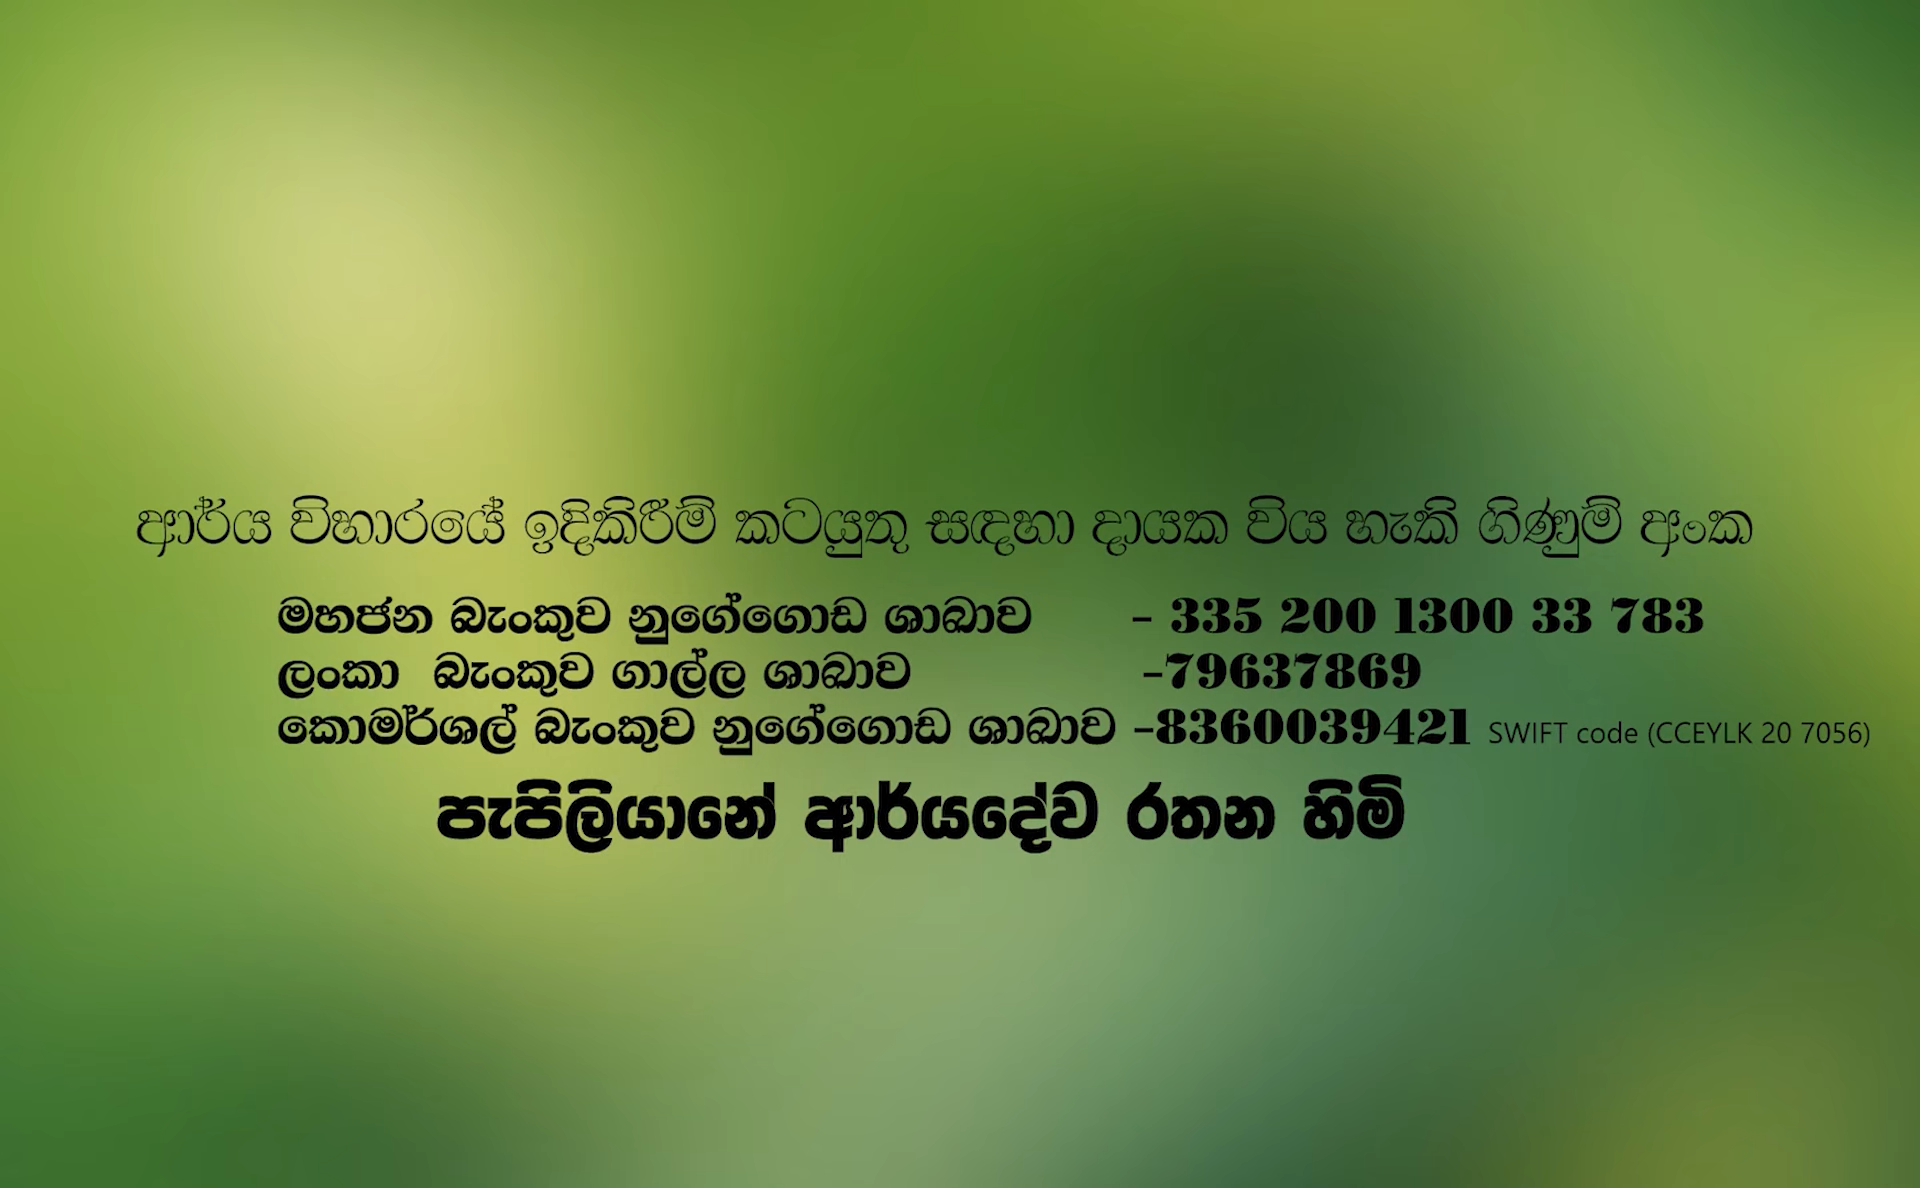 ආර්ය විහාරයේ ඉදිකිරීම් කටයුතු සඳහා දායක විය හැකි ගිණුම් අංක
මහජන බැංකුව නුගේගොඩ ශාඛාව - 335 200 1300 33 783
ලංකා බැංකුව ගාල්ල ශාඛාව -79637869
කොමර්ශල් බැංකුව නුගේගොඩ ශාඛාව -8360039421 SWIFT code (CCEYLK 20 7056)
පැපිලියානේ ආර්යදේව රතන හිමි